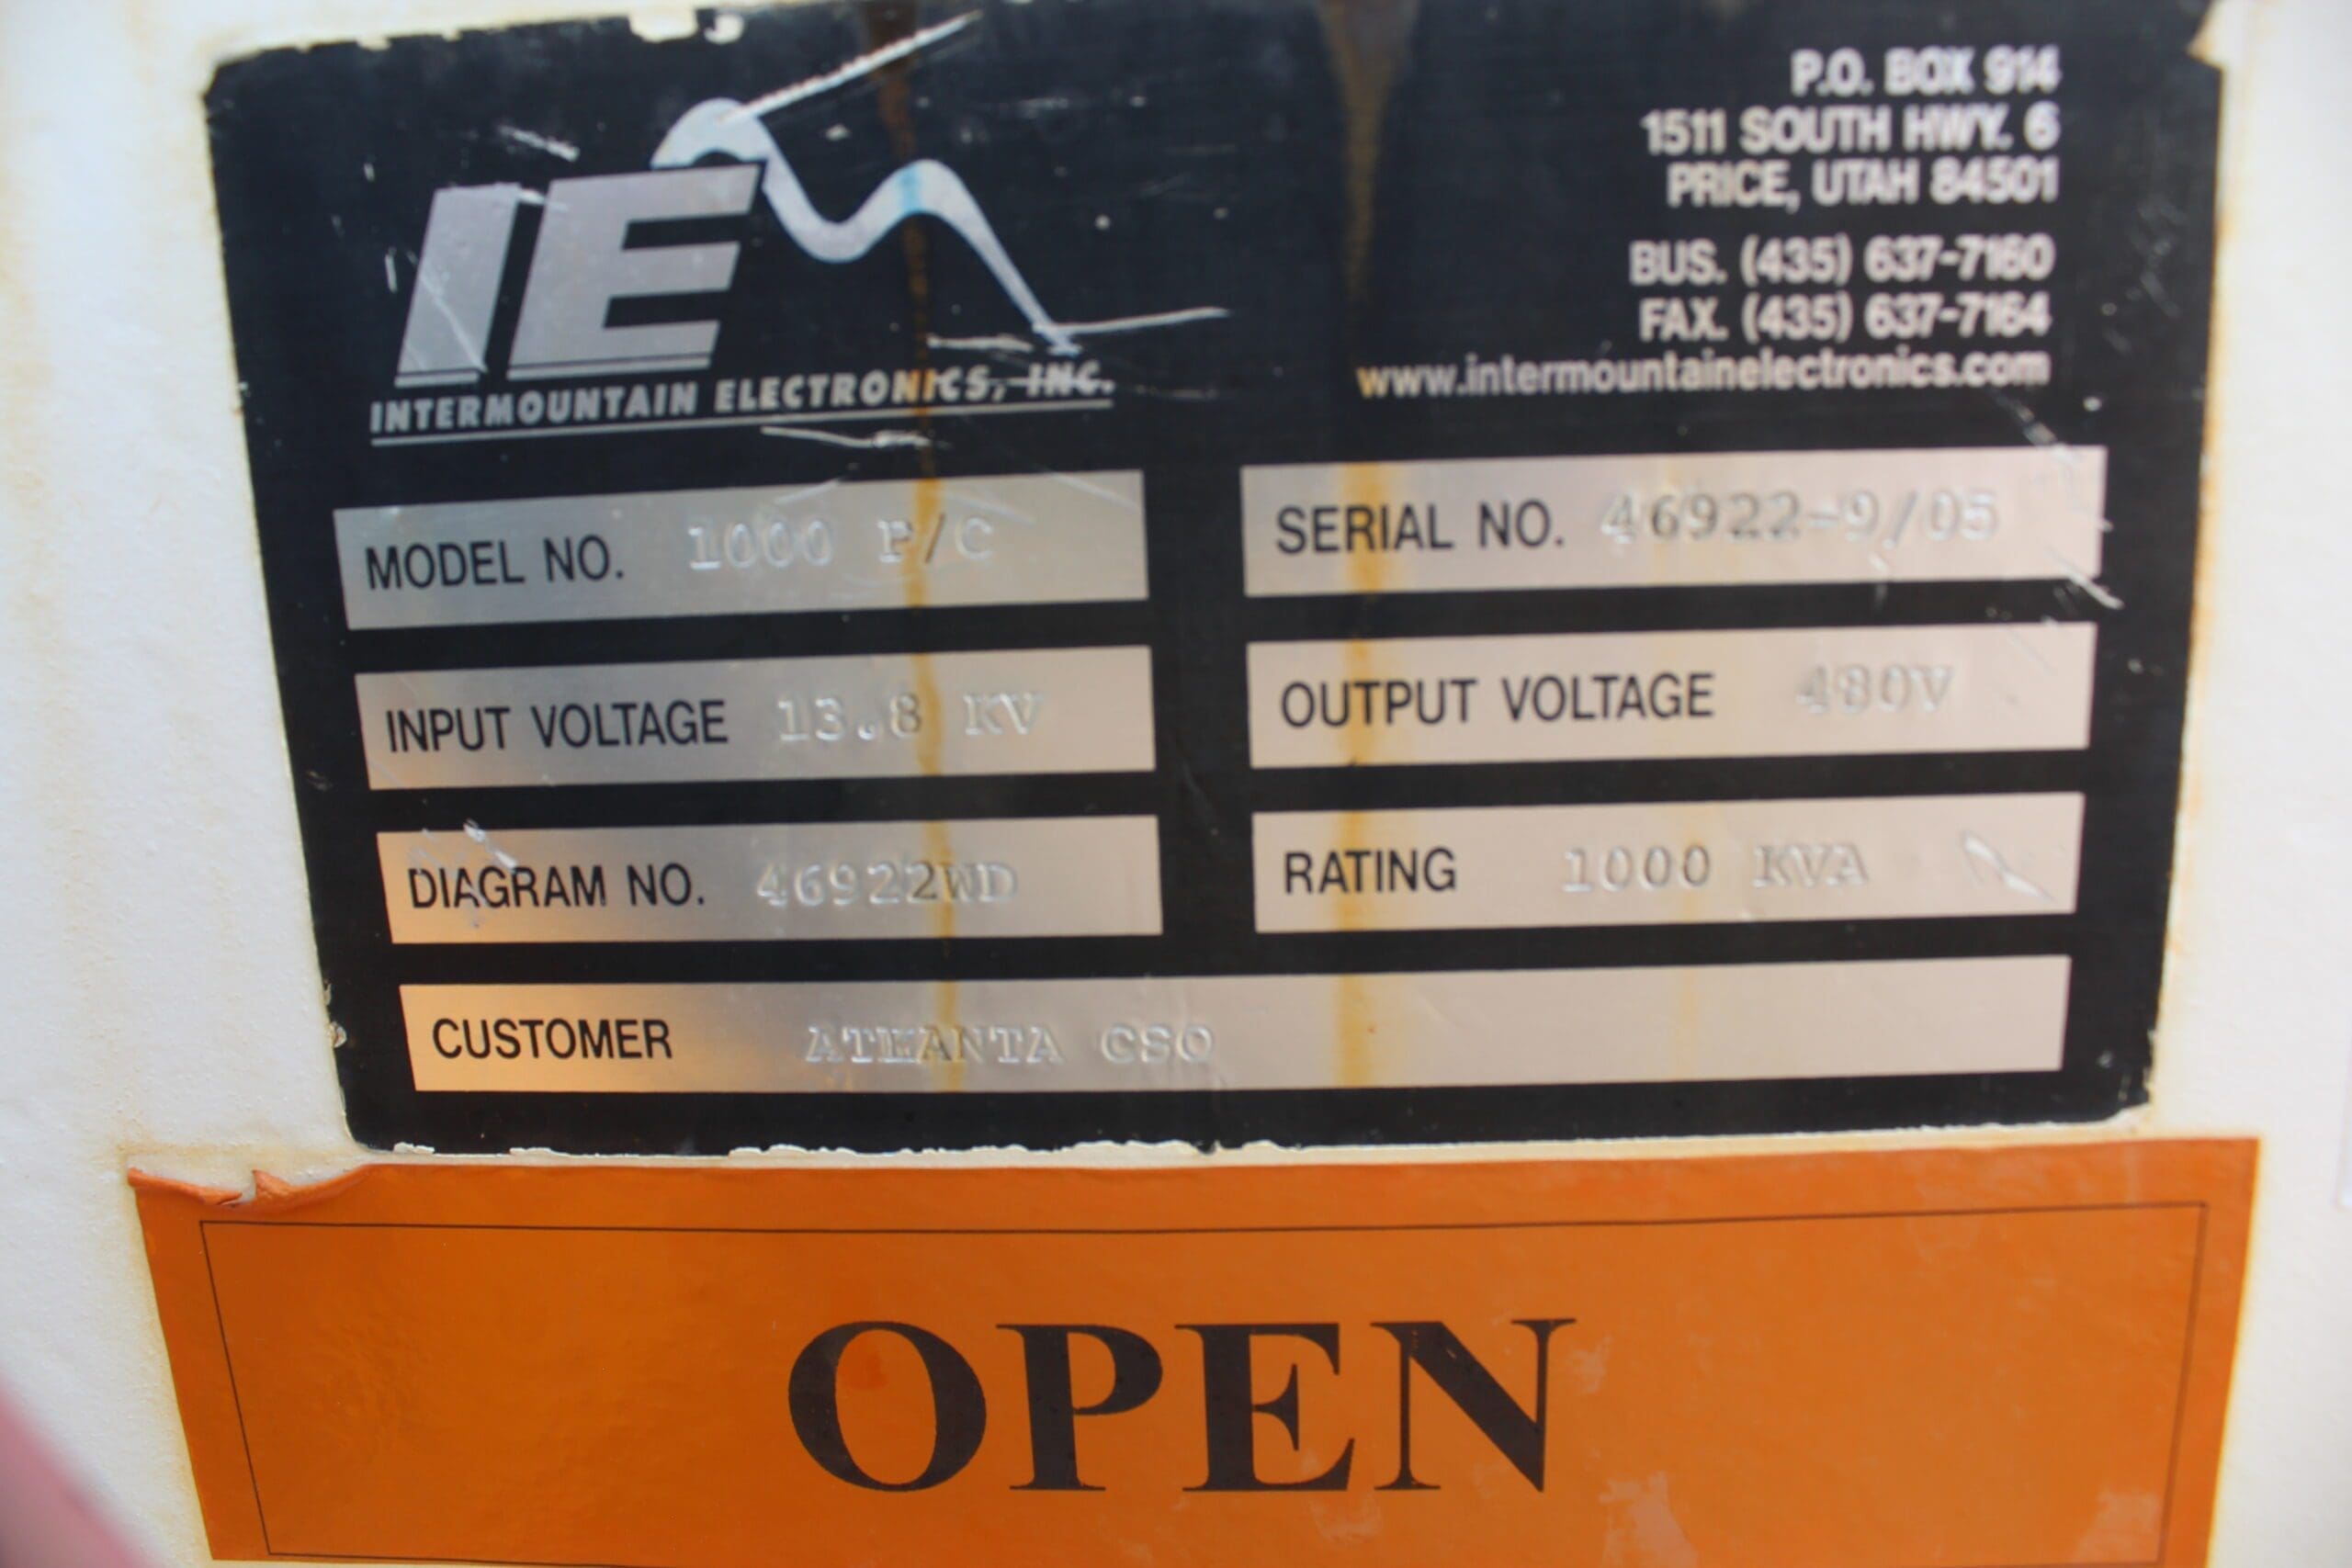 IE
INTERMOUNTAIN ELECTRONICS, INC.
P.O. BOX 914
1511 SOUTH HWY. 6
PRICE, UTAH 84501
BUS. (435) 637-7160
FAX. (435) 637-7164
www.intermountainelectronics.com
MODEL NO. 1000 P/C
SERIAL NO. 46922-9/05
INPUT VOLTAGE 13.8 KV
OUTPUT VOLTAGE 480V
DIAGRAM NO. 46922WD
RATING 1000 KVA
CUSTOMER ATLANTA CSO
OPEN